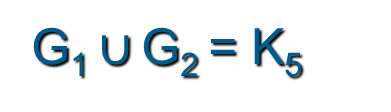 G₁ ∪ G₂ = K₅